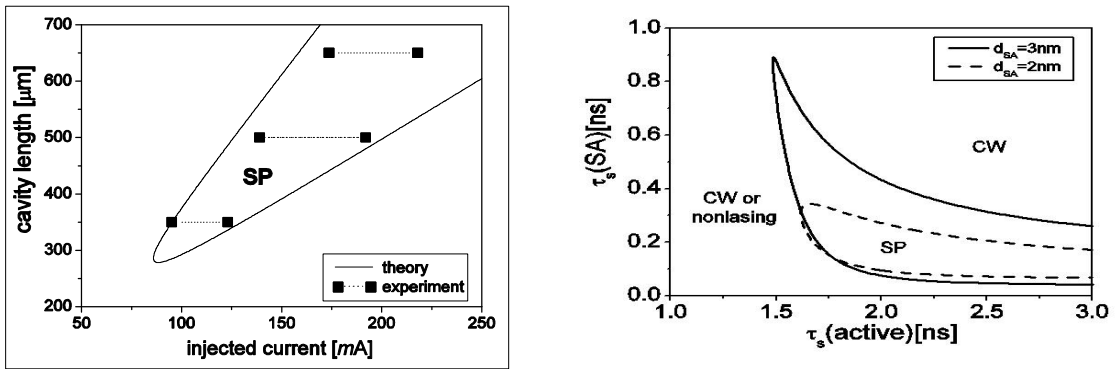 700
600
500
400
300
200
50
100
150
200
250
cavity length [μm]
injected current [mA]
SP
theory
experiment
1.0
0.8
0.6
0.4
0.2
0.0
1.0
1.5
2.0
2.5
3.0
τs(SA)[ns]
τs(active)[ns]
dSA=3nm
dSA=2nm
CW
CW or
nonlasing
SP